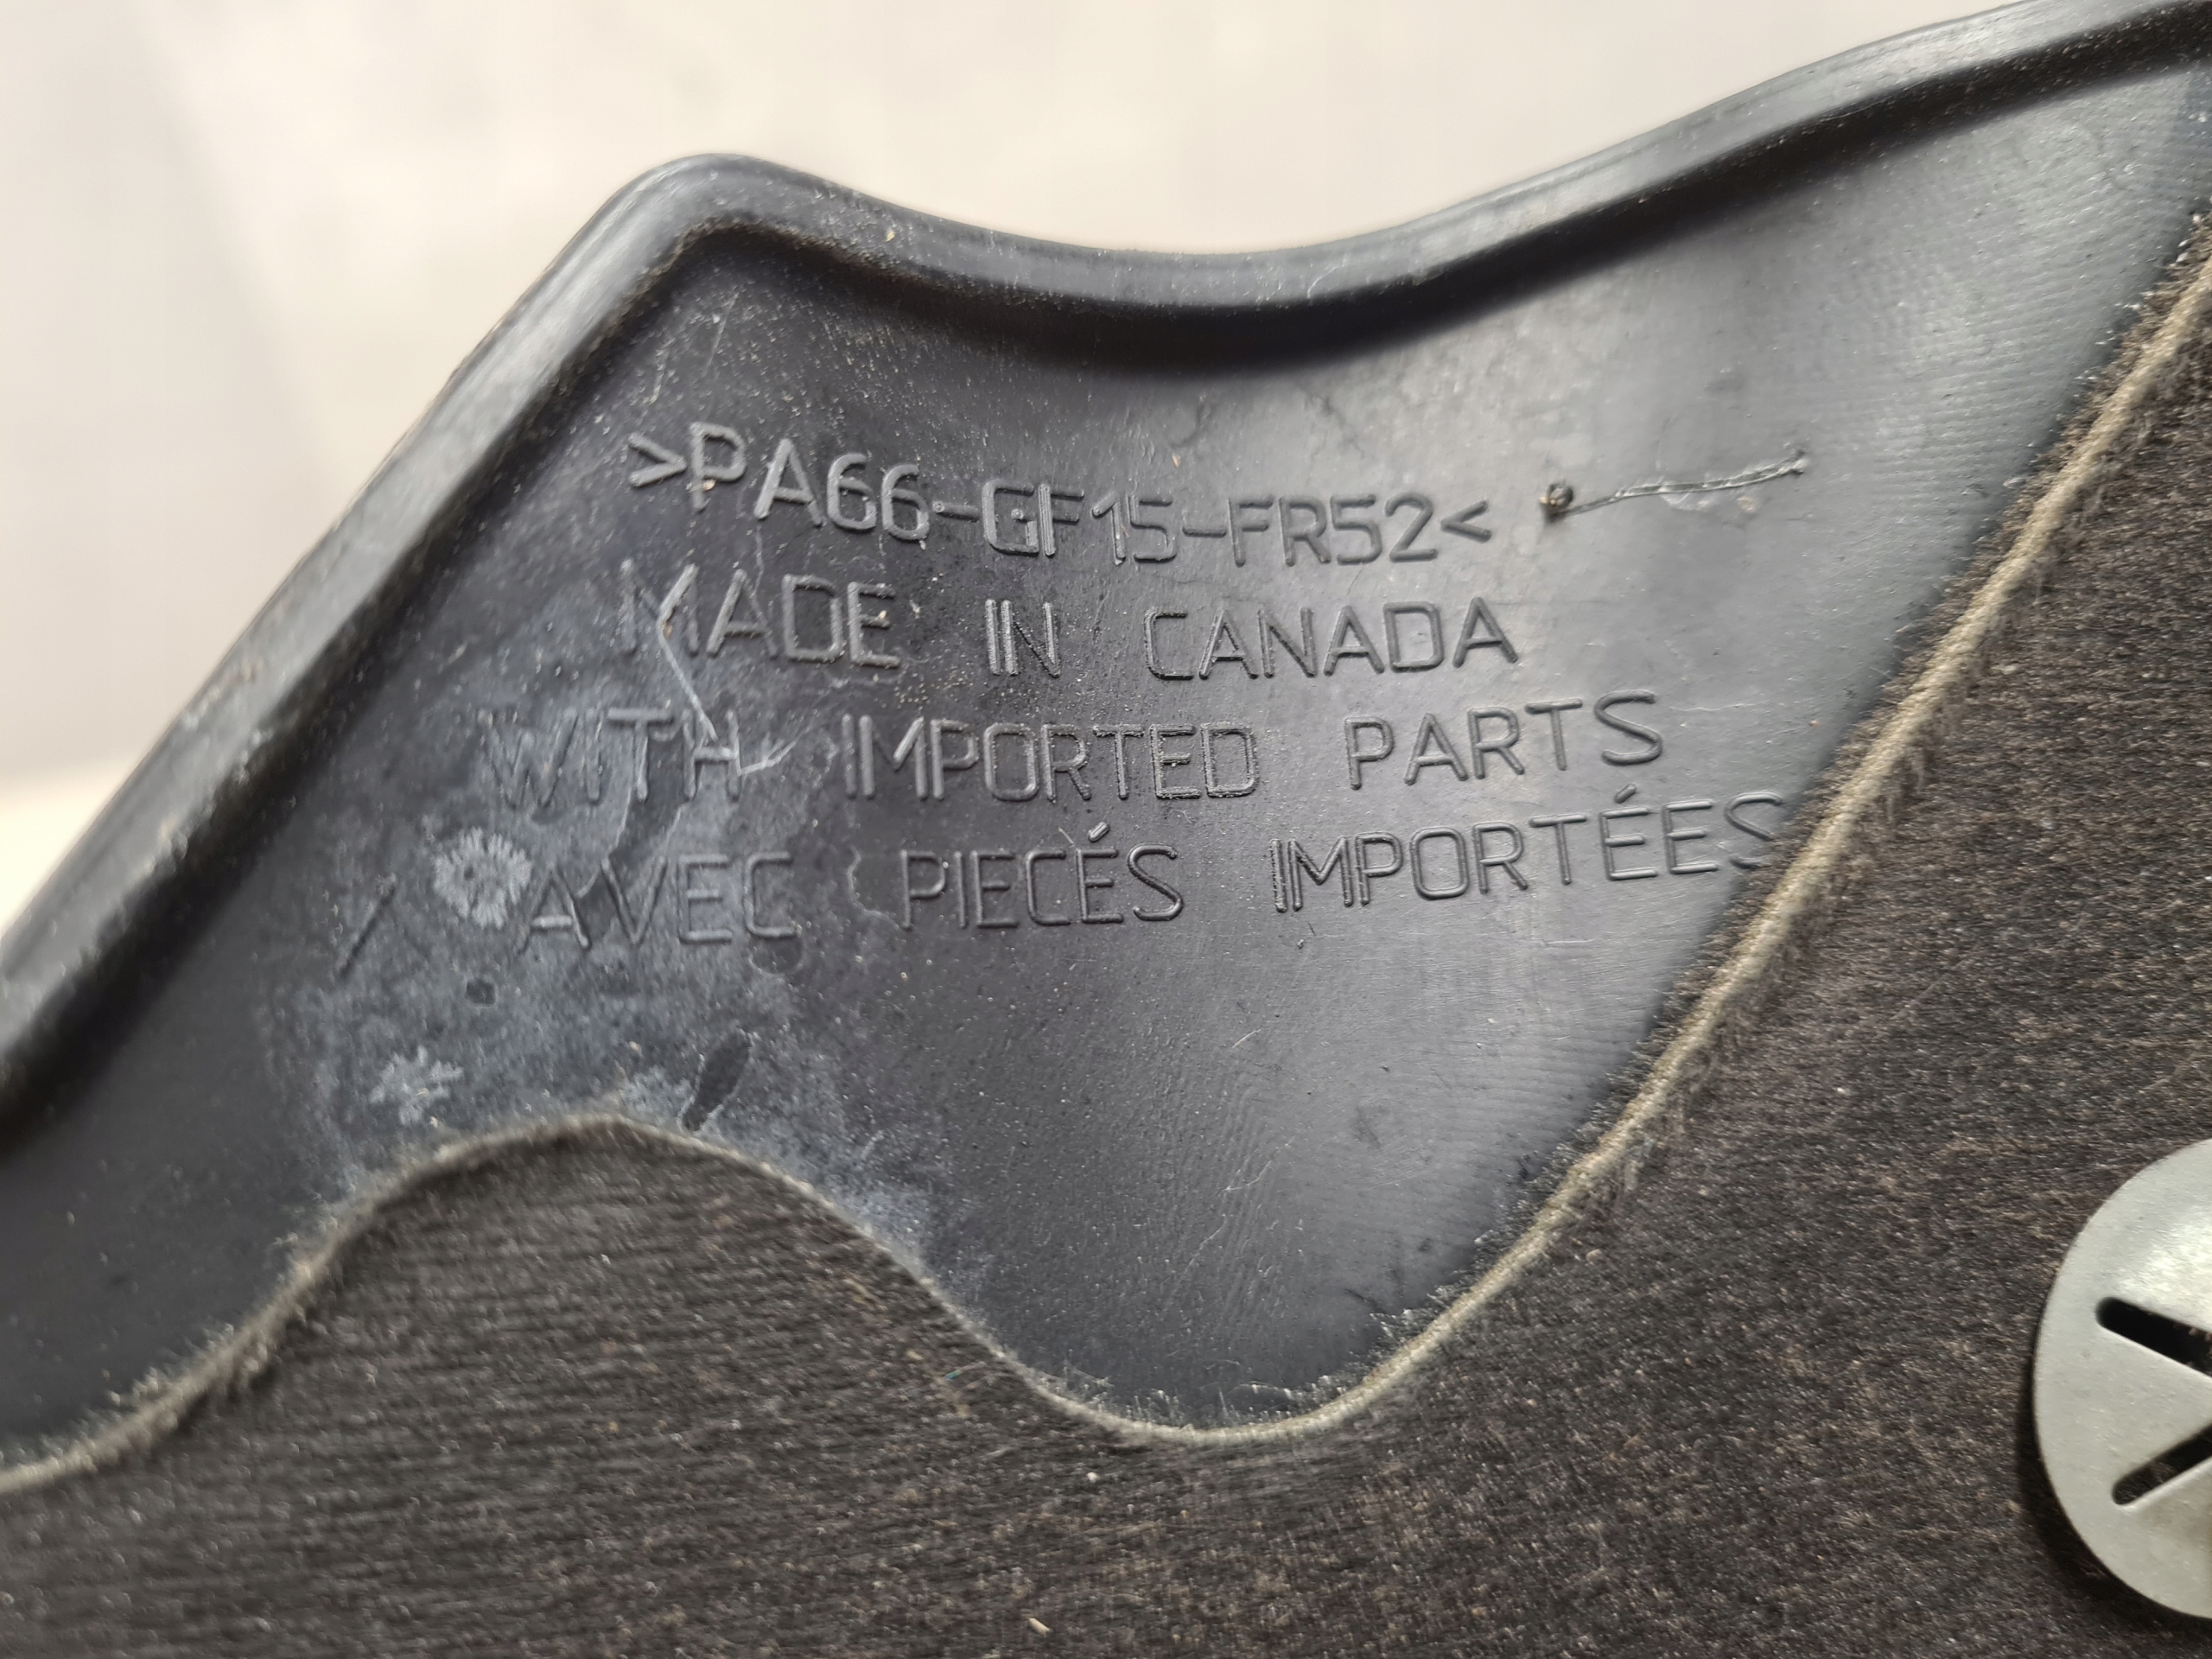 >PA66-GF15-FR52<
MADE IN CANADA
WITH IMPORTED PARTS
/ AVEC PIECÉS IMPORTÉES